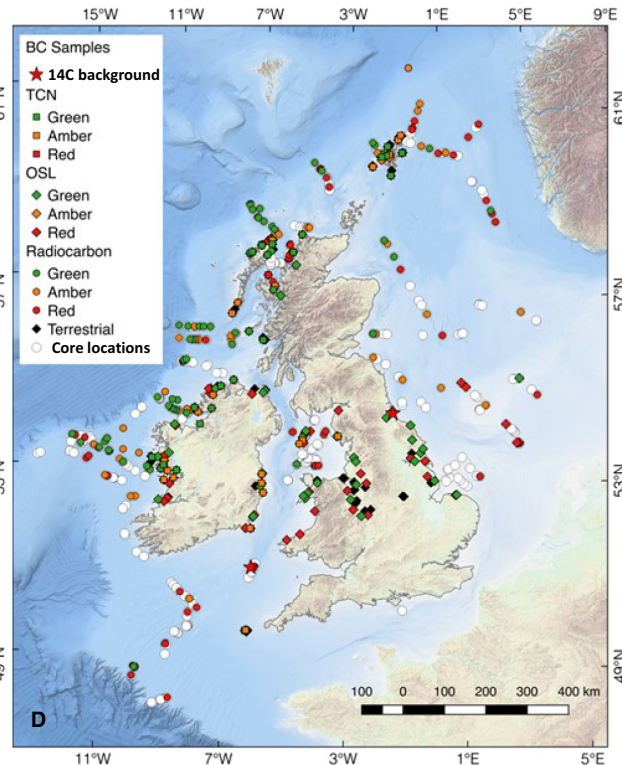 15°W 11°W 7°W 3°W 1°E 5°E 9°E
BC Samples
14C background
TCN
Green
Amber
Red
OSL
Green
Amber
Red
Radiocarbon
Green
Amber
Red
Terrestrial
Core locations
61°N
57°N
53°N
53°N
49°N
100 0 100 200 300 400 km
D
11°W 7°W 3°W 1°E 5°E